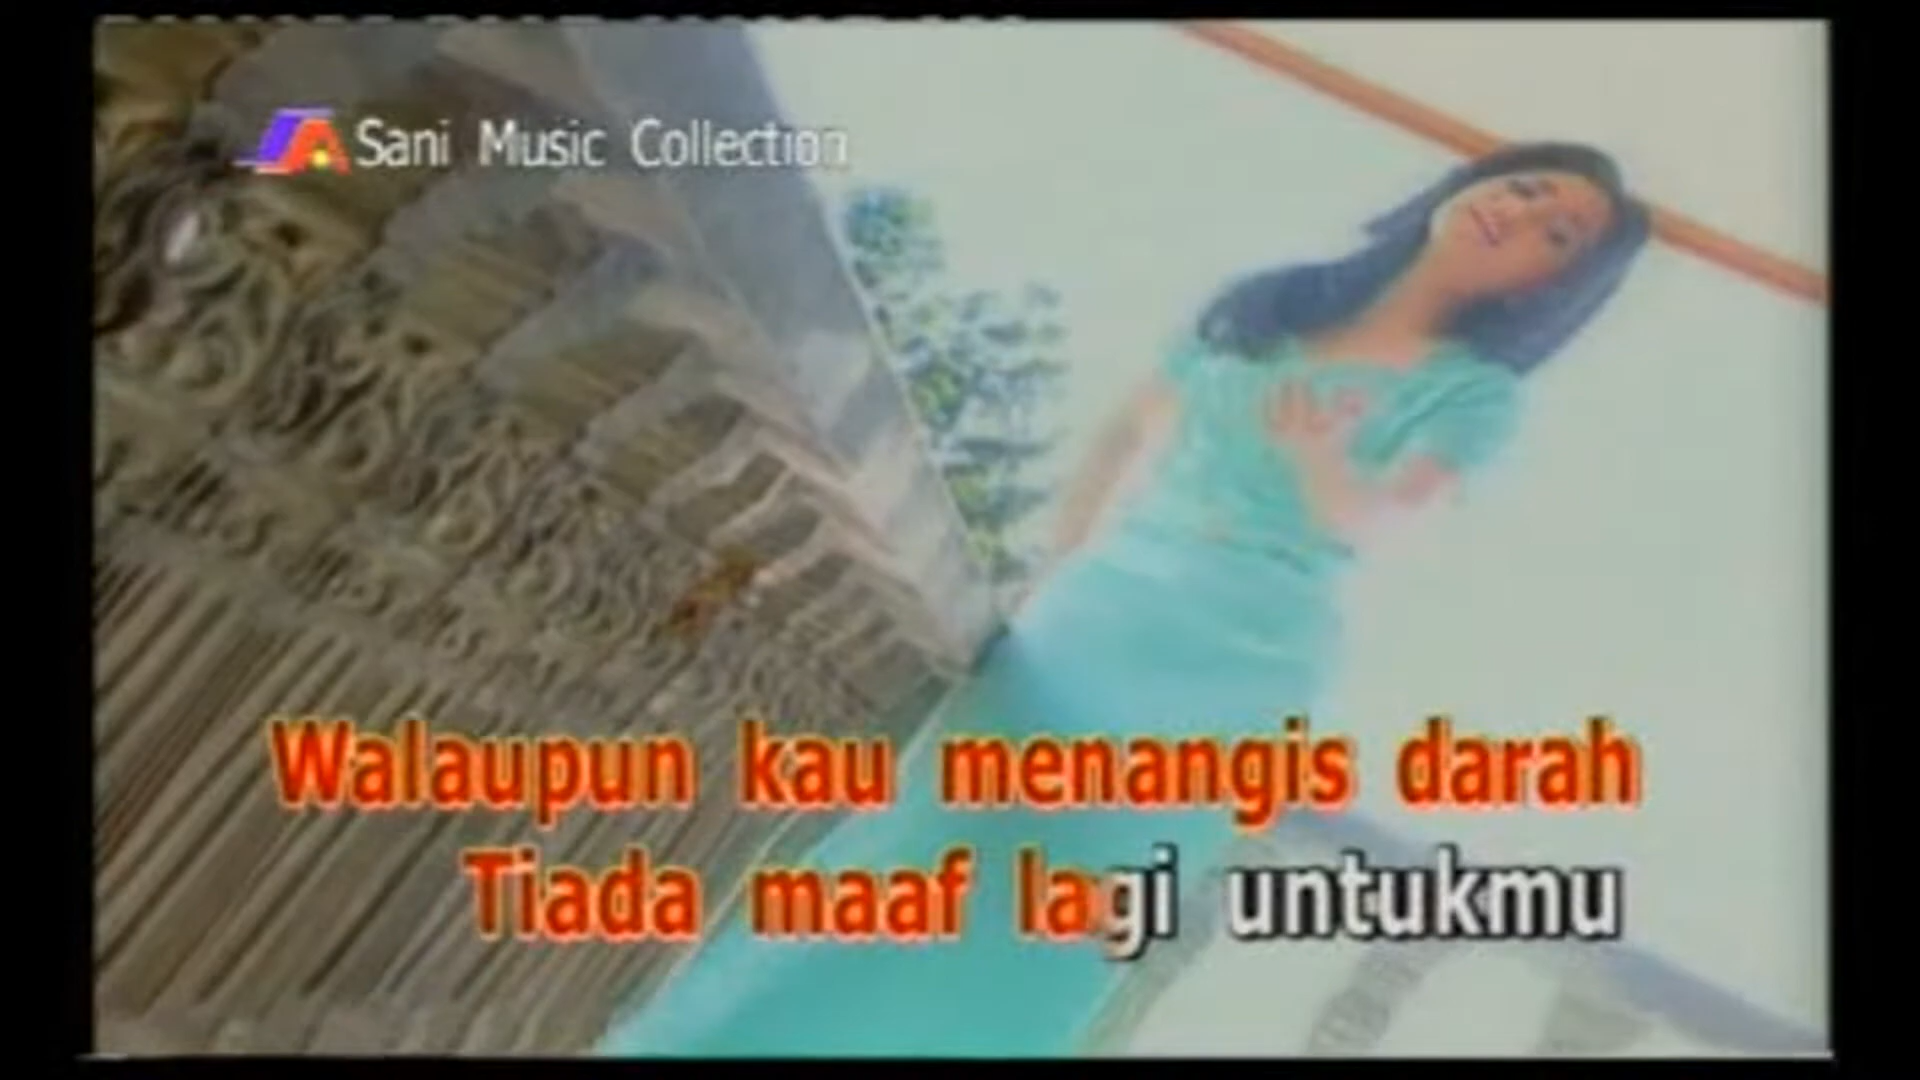 Sani Music Collection
Walaupun kau menangis darah
Tiada maaf lagi untukmu